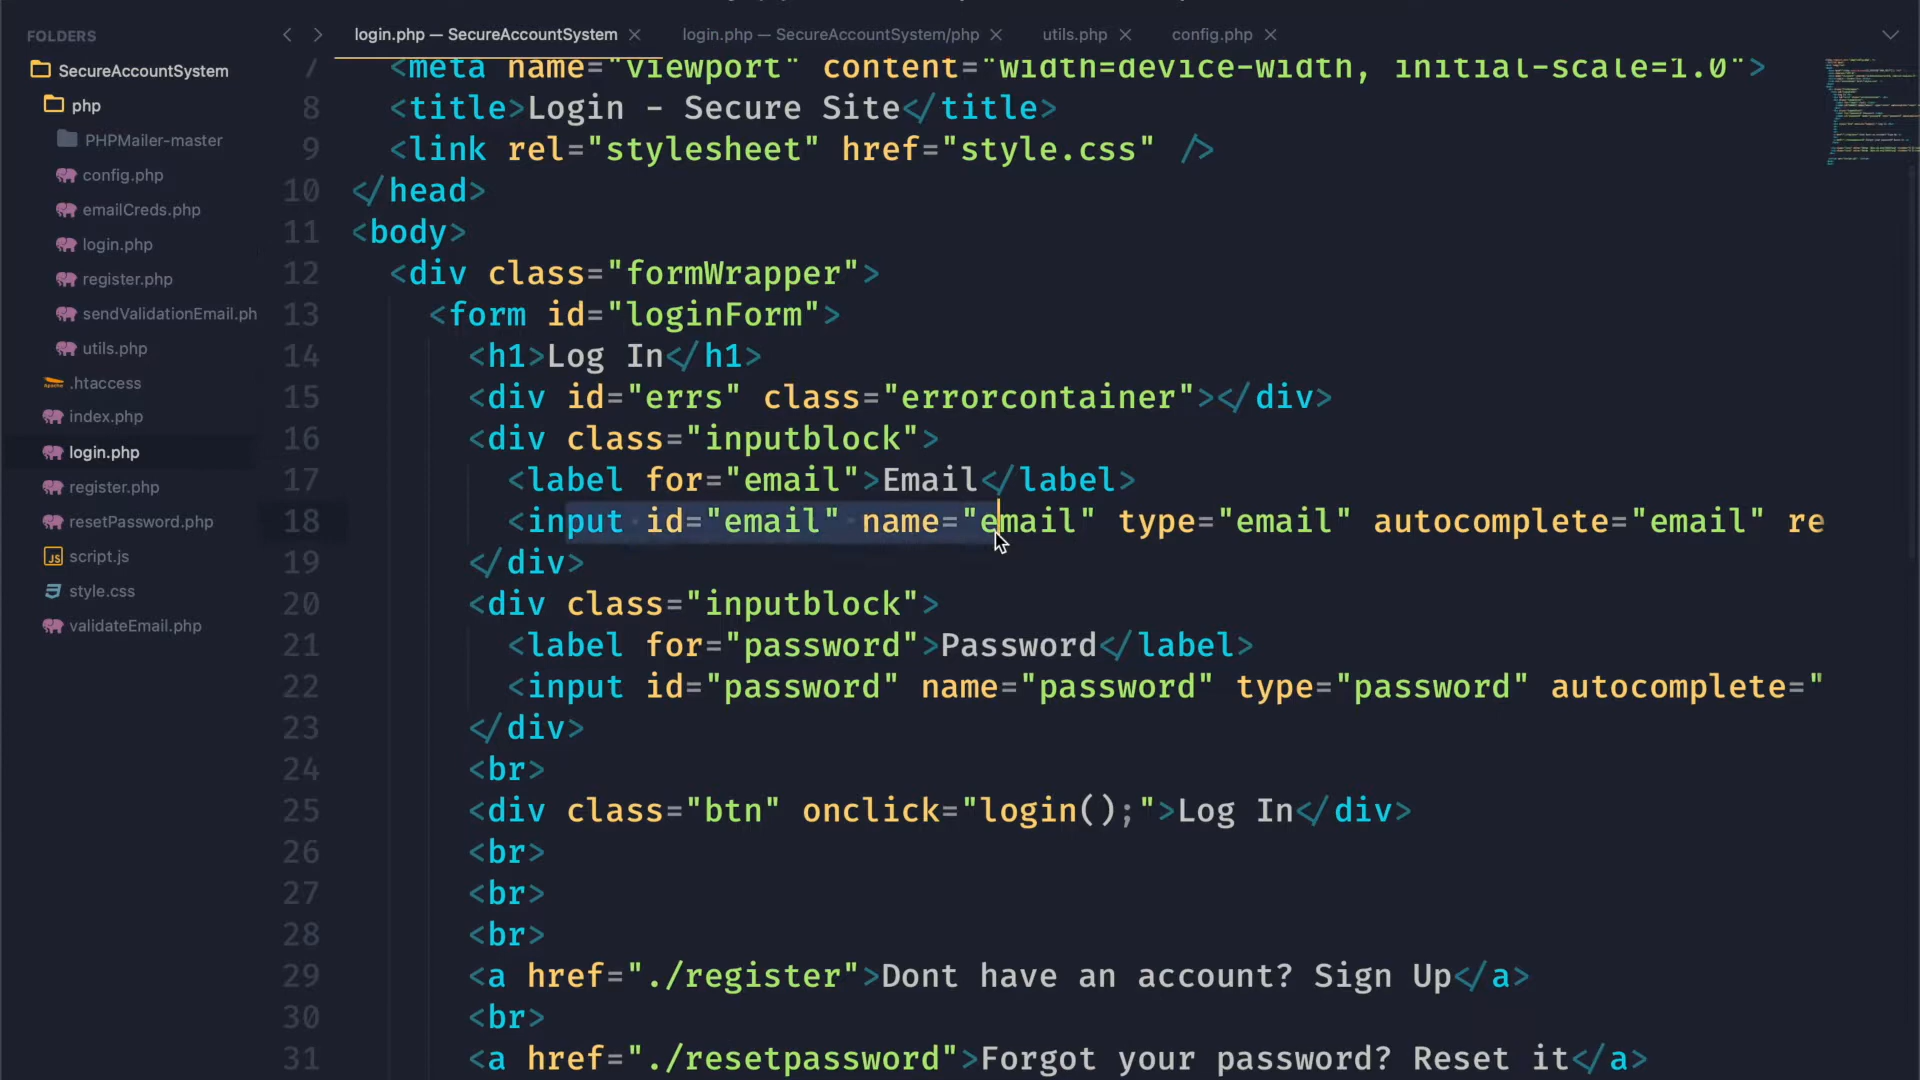 FOLDERS
SecureAccountSystem
php
PHPMailer-master
config.php
emailCreds.php
login.php
register.php
sendValidationEmail.ph
utils.php
.htaccess
index.php
login.php
register.php
resetPassword.php
script.js
style.css
validateEmail.php
login.php — SecureAccountSystem
login.php — SecureAccountSystem/php
utils.php
config.php
7 <meta name="viewport" content="width=device-width, initial-scale=1.0">
8 <title>Login - Secure Site</title>
9 <link rel="stylesheet" href="style.css" />
10 </head>
11 <body>
12 <div class="formWrapper">
13 <form id="loginForm">
14 <h1>Log In</h1>
15 <div id="errs" class="errorcontainer"></div>
16 <div class="inputblock">
17 <label for="email">Email</label>
18 <input id="email" name="email" type="email" autocomplete="email" re
19 </div>
20 <div class="inputblock">
21 <label for="password">Password</label>
22 <input id="password" name="password" type="password" autocomplete="
23 </div>
24 <br>
25 <div class="btn" onclick="login();">Log In</div>
26 <br>
27 <br>
28 <br>
29 <a href="./register">Dont have an account? Sign Up</a>
30 <br>
31 <a href="./resetpassword">Forgot your password? Reset it</a>